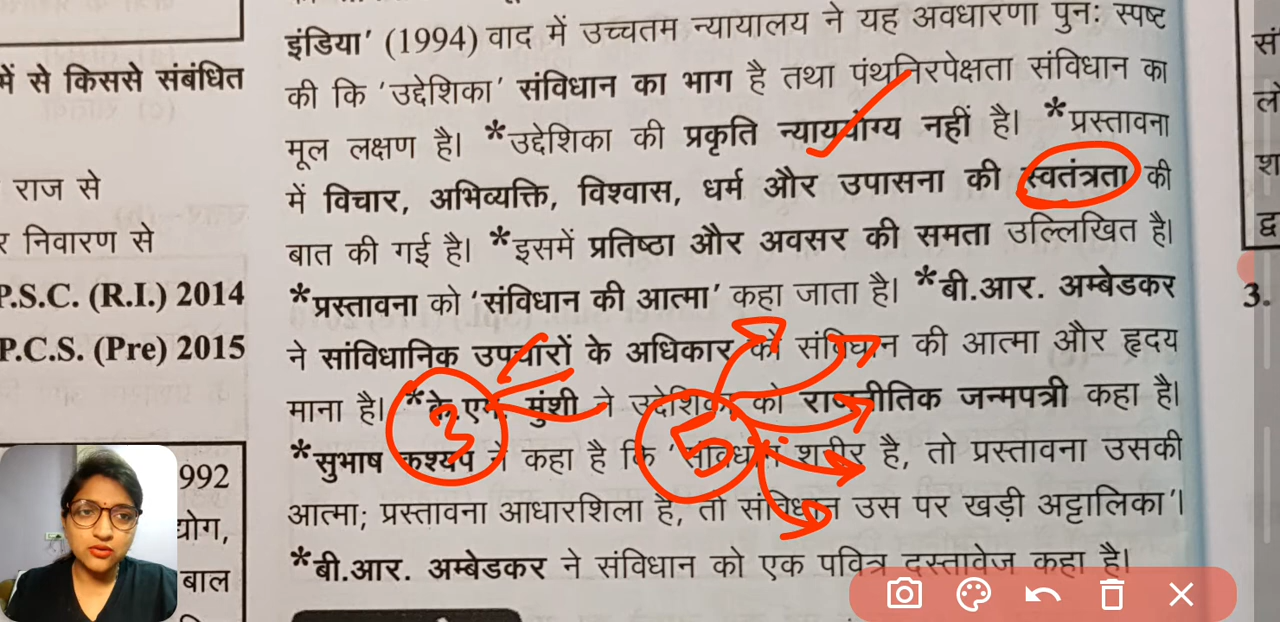 इंडिया' (1994) वाद में उच्चतम न्यायालय ने यह अवधारणा पुन: स्पष्ट
की कि 'उद्देशिका' संविधान का भाग है तथा पंथनिरपेक्षता संविधान का
मूल लक्षण है। *उद्देशिका की प्रकृति न्याययोग्य नहीं है। *प्रस्तावना
में विचार, अभिव्यक्ति, विश्वास, धर्म और उपासना की स्वतंत्रता की
बात की गई है। *इसमें प्रतिष्ठा और अवसर की समता उल्लिखित है।
*प्रस्तावना को 'संविधान की आत्मा' कहा जाता है। *बी.आर. अम्बेडकर
ने सांविधानिक उपचारों के अधिकार को संविधान की आत्मा और हृदय
माना है। *के.एम. मुंशी ने उद्देशिका को राजनीतिक जन्मपत्री कहा है।
*सुभाष कश्यप ने कहा है कि 'संविधान शरीर है, तो प्रस्तावना उसकी
आत्मा; प्रस्तावना आधारशिला है, तो संविधान उस पर खड़ी अट्टालिका'।
*बी.आर. अम्बेडकर ने संविधान को एक पवित्र दस्तावेज कहा है।
3
5
में से किससे संबंधित
राज से
निवारण से
P.S.C. (R.I.) 2014
P.C.S. (Pre) 2015
992
योग,
बाल
3.